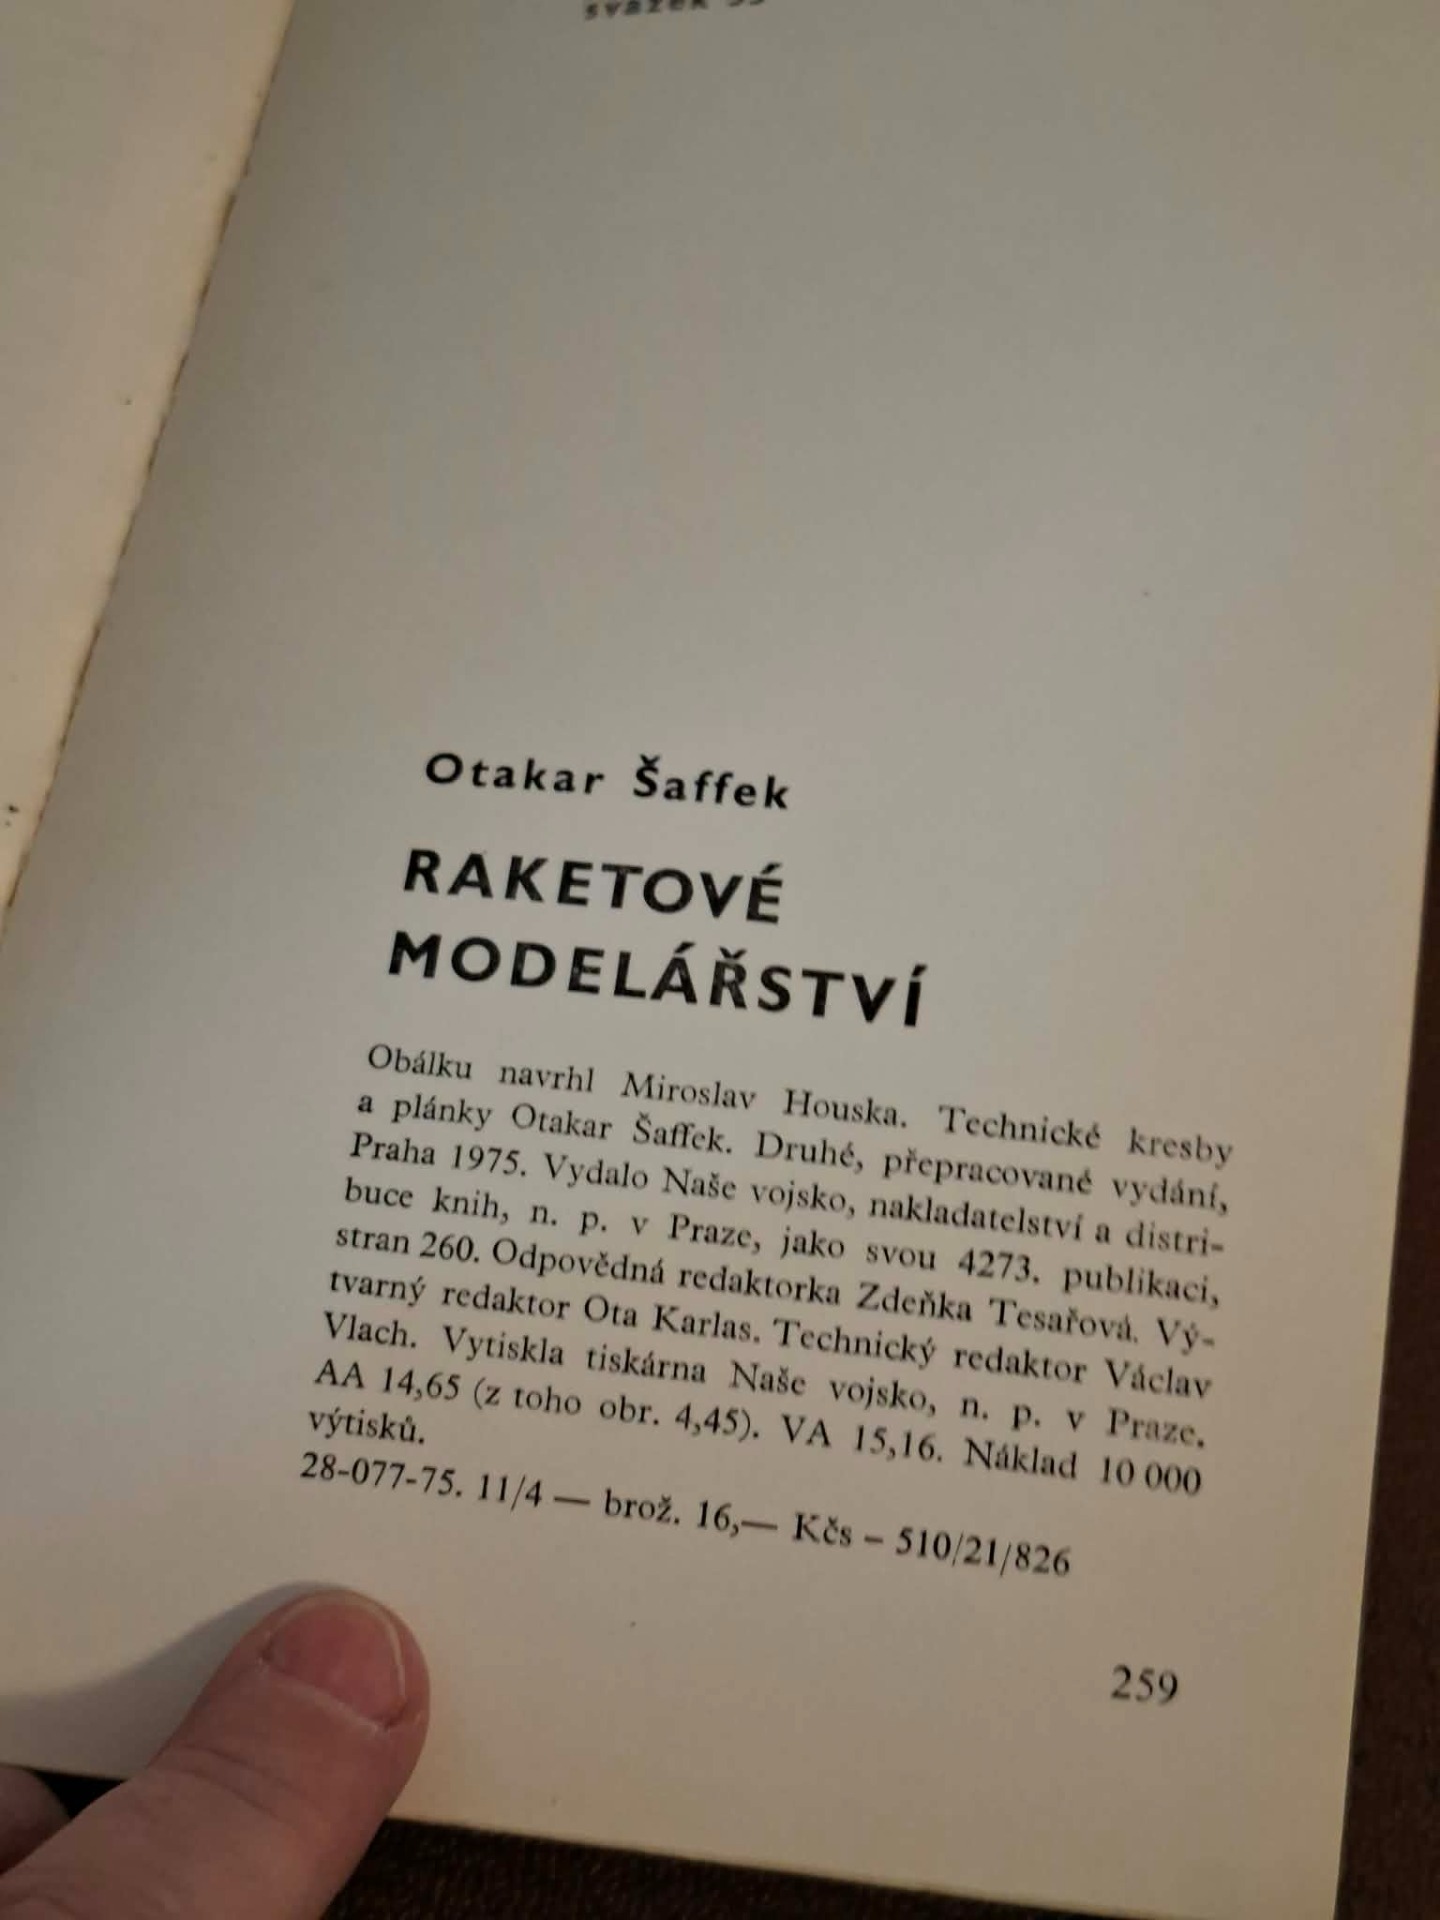 svazek
Otakar Šaffek
RAKETOVÉ
MODELÁŘSTVÍ
Obálku navrhl Miroslav Houska. Technické kresby
a plánky Otakar Šaffek. Druhé, přepracované vydání,
Praha 1975. Vydalo Naše vojsko, nakladatelství a distri-
buce knih, n. p. v Praze, jako svou 4273. publikaci,
stran 260. Odpovědná redaktorka Zdeňka Tesařová. Vý-
tvarný redaktor Ota Karlas. Technický redaktor Václav
Vlach. Vytiskla tiskárna Naše vojsko, n. p. v Praze.
AA 14,65 (z toho obr. 4,45). VA 15,16. Náklad 10 000
výtisků.
28-077-75. 11/4 — brož. 16,— Kčs – 510/21/826
259